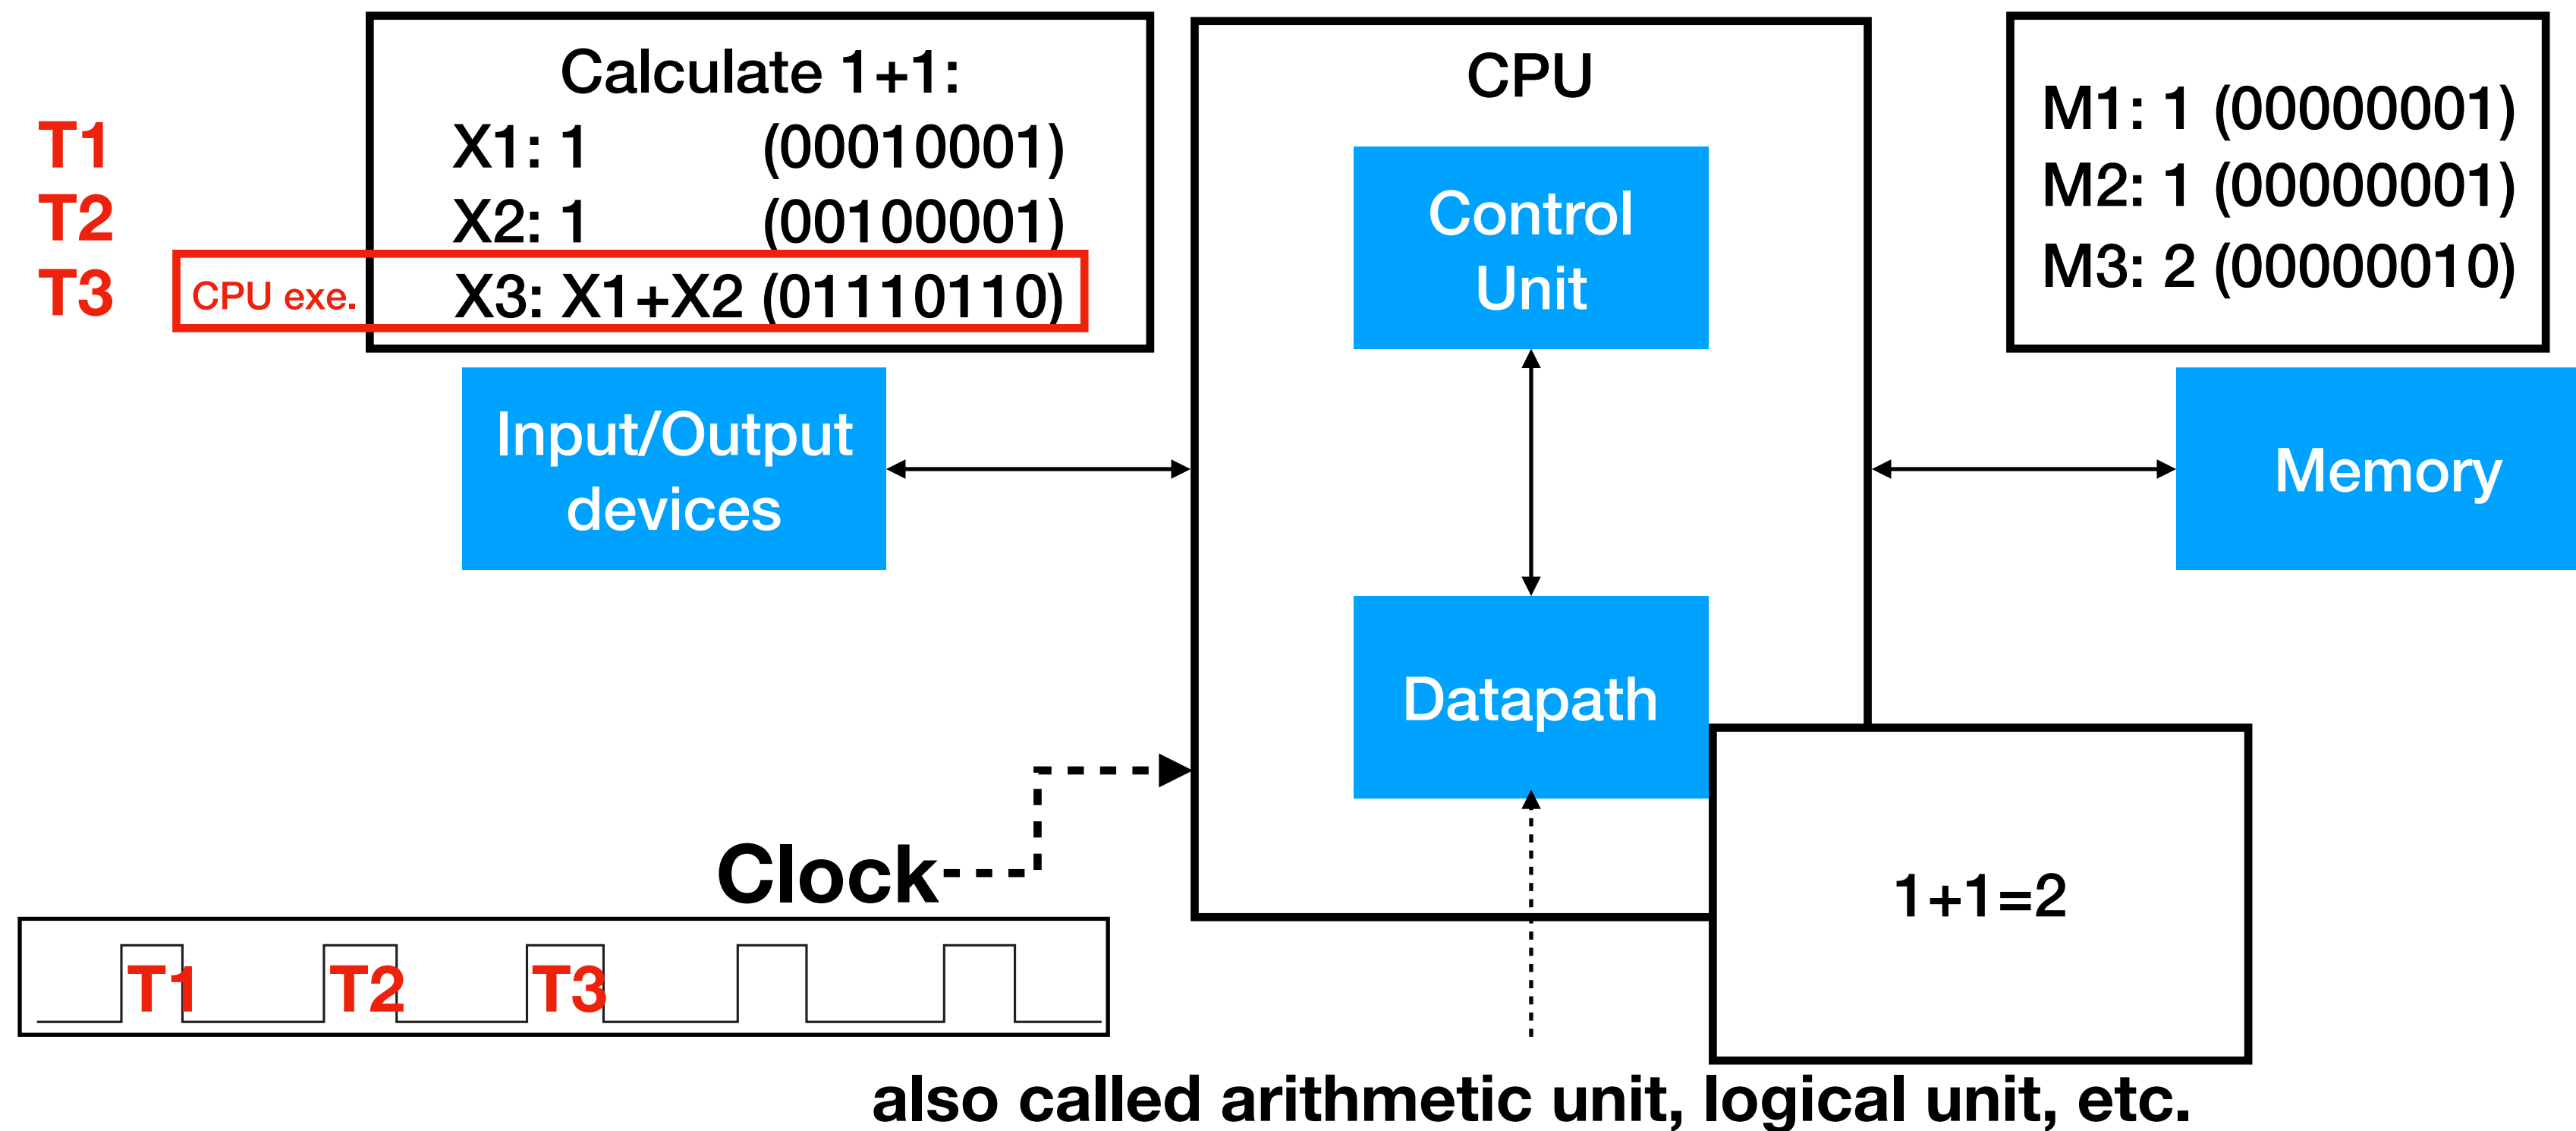 Calculate 1+1:
T1 X1: 1 (00010001)
T2 X2: 1 (00100001)
T3 CPU exe. X3: X1+X2 (01110110)
CPU
Control
Unit
M1: 1 (00000001)
M2: 1 (00000001)
M3: 2 (00000010)
Input/Output
devices
Memory
Datapath
Clock
T1 T2 T3
1+1=2
also called arithmetic unit, logical unit, etc.